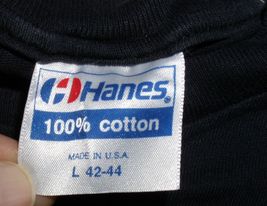 Hanes®
100% cotton
MADE IN U.S.A.
L 42-44